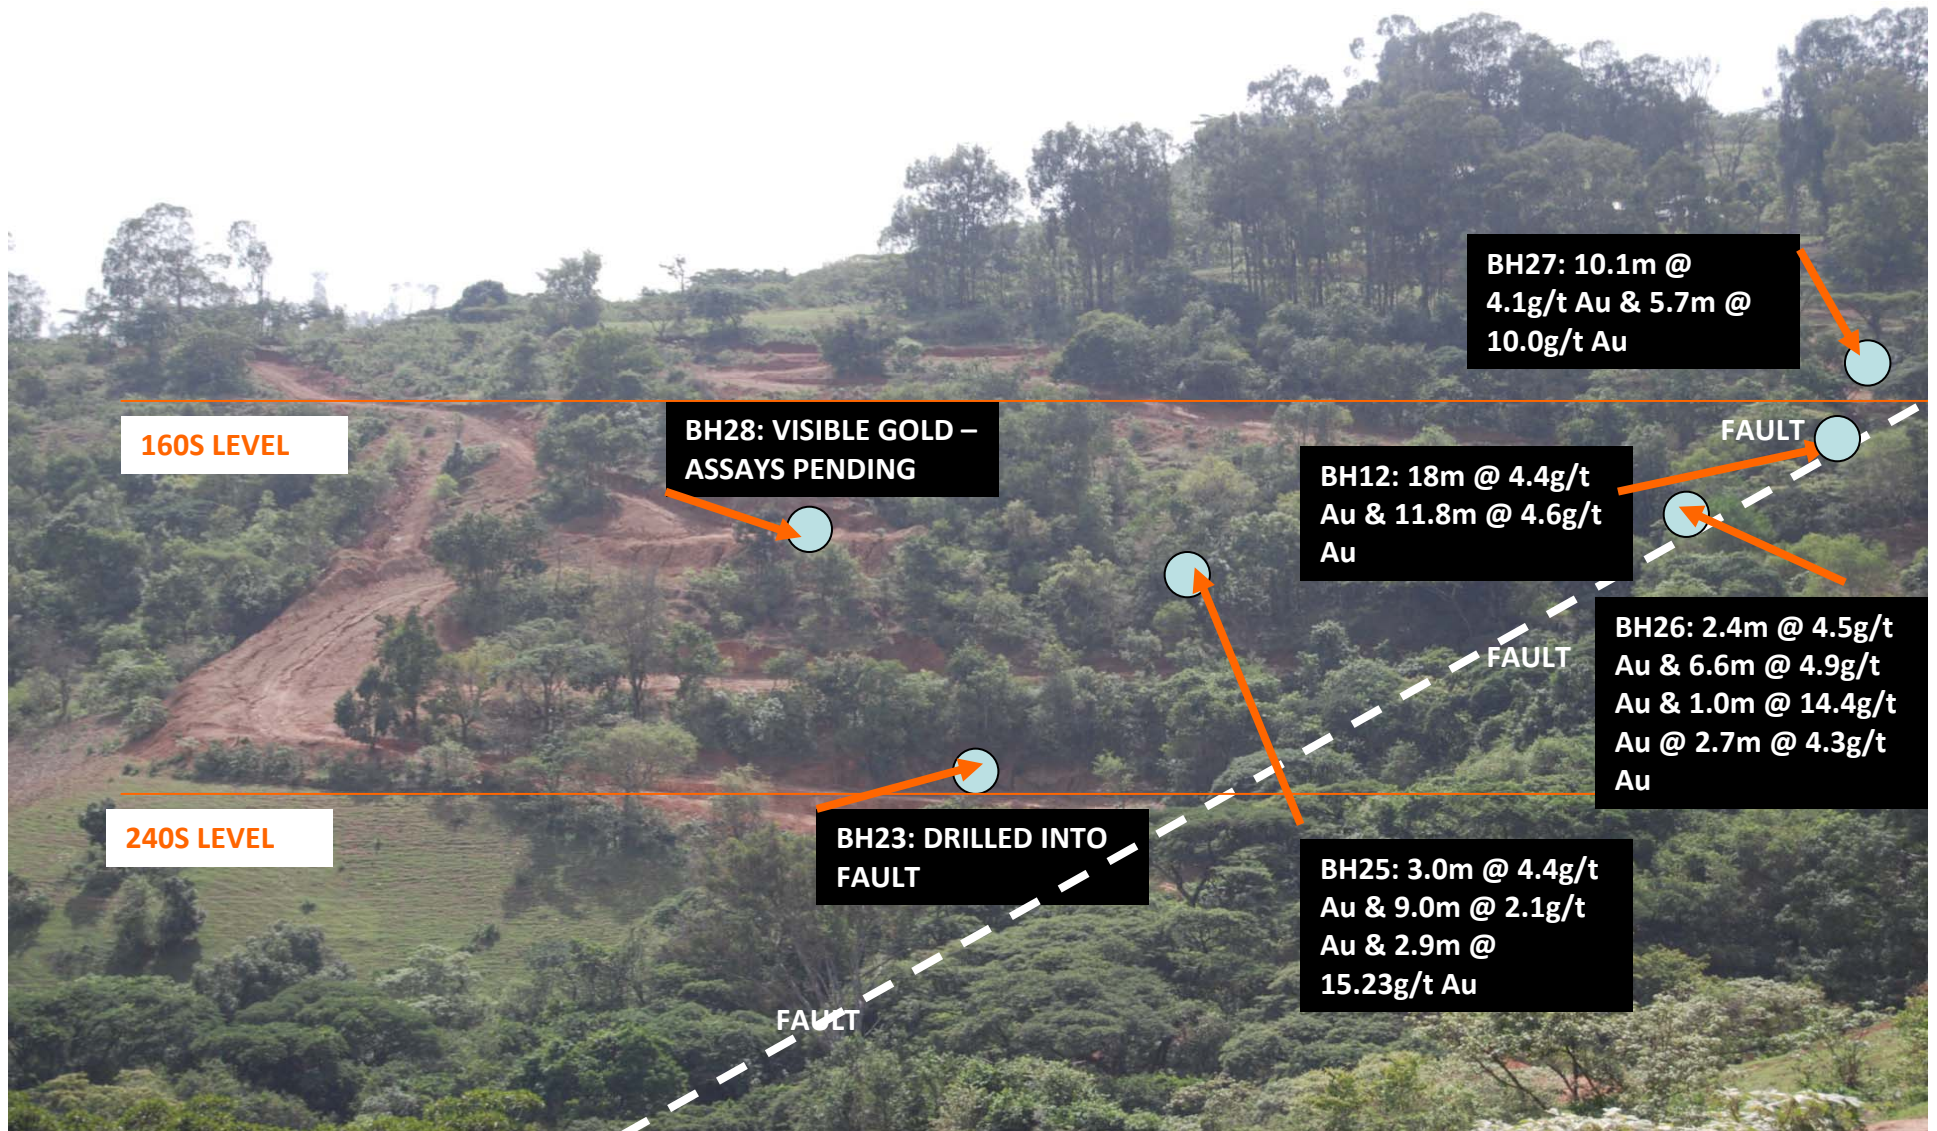 BH27: 10.1m @
4.1g/t Au & 5.7m @
10.0g/t Au
160S LEVEL
BH28: VISIBLE GOLD –
ASSAYS PENDING
FAULT
BH12: 18m @ 4.4g/t
Au & 11.8m @ 4.6g/t
Au
BH26: 2.4m @ 4.5g/t
Au & 6.6m @ 4.9g/t
Au & 1.0m @ 14.4g/t
Au @ 2.7m @ 4.3g/t
Au
FAULT
240S LEVEL
BH23: DRILLED INTO
FAULT
BH25: 3.0m @ 4.4g/t
Au & 9.0m @ 2.1g/t
Au & 2.9m @
15.23g/t Au
FAULT